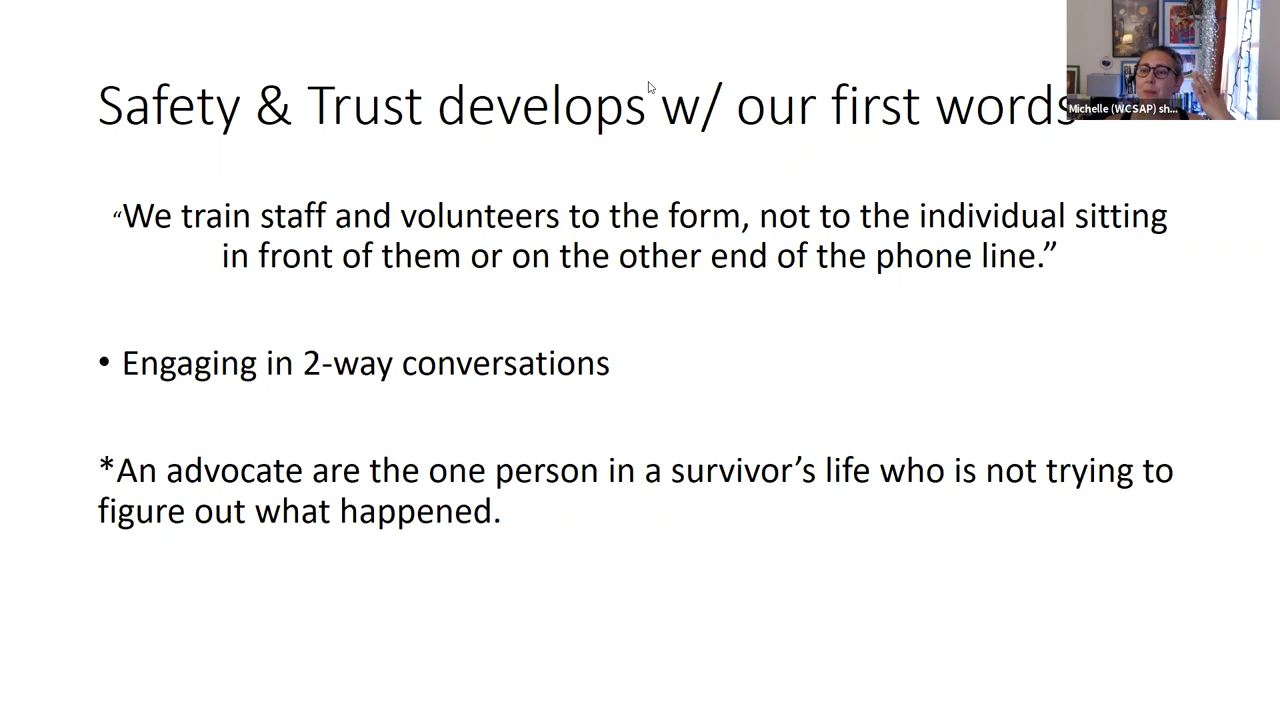 Safety & Trust develops w/ our first words
Michelle (WCSAP) sh...
“We train staff and volunteers to the form, not to the individual sitting
in front of them or on the other end of the phone line.”
• Engaging in 2-way conversations
*An advocate are the one person in a survivor’s life who is not trying to
figure out what happened.